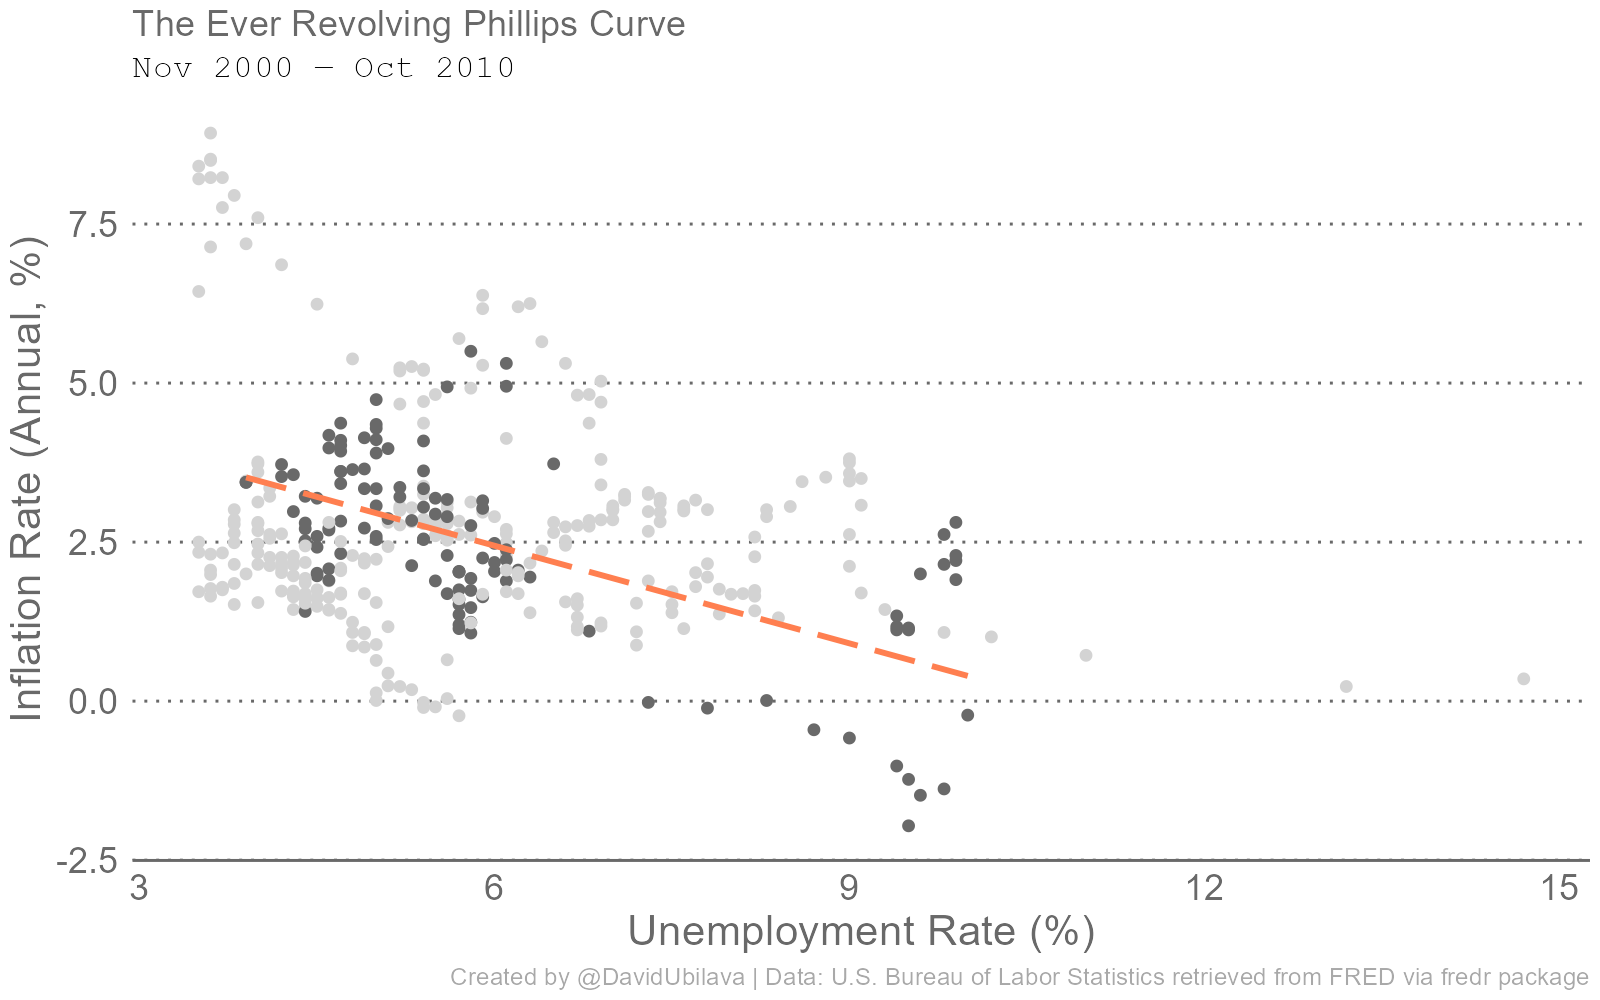 The Ever Revolving Phillips Curve
Nov 2000 — Oct 2010
Inflation Rate (Annual, %)
7.5
5.0
2.5
0.0
-2.5
3 6 9 12 15
Unemployment Rate (%)
Created by @DavidUbilava | Data: U.S. Bureau of Labor Statistics retrieved from FRED via fredr package